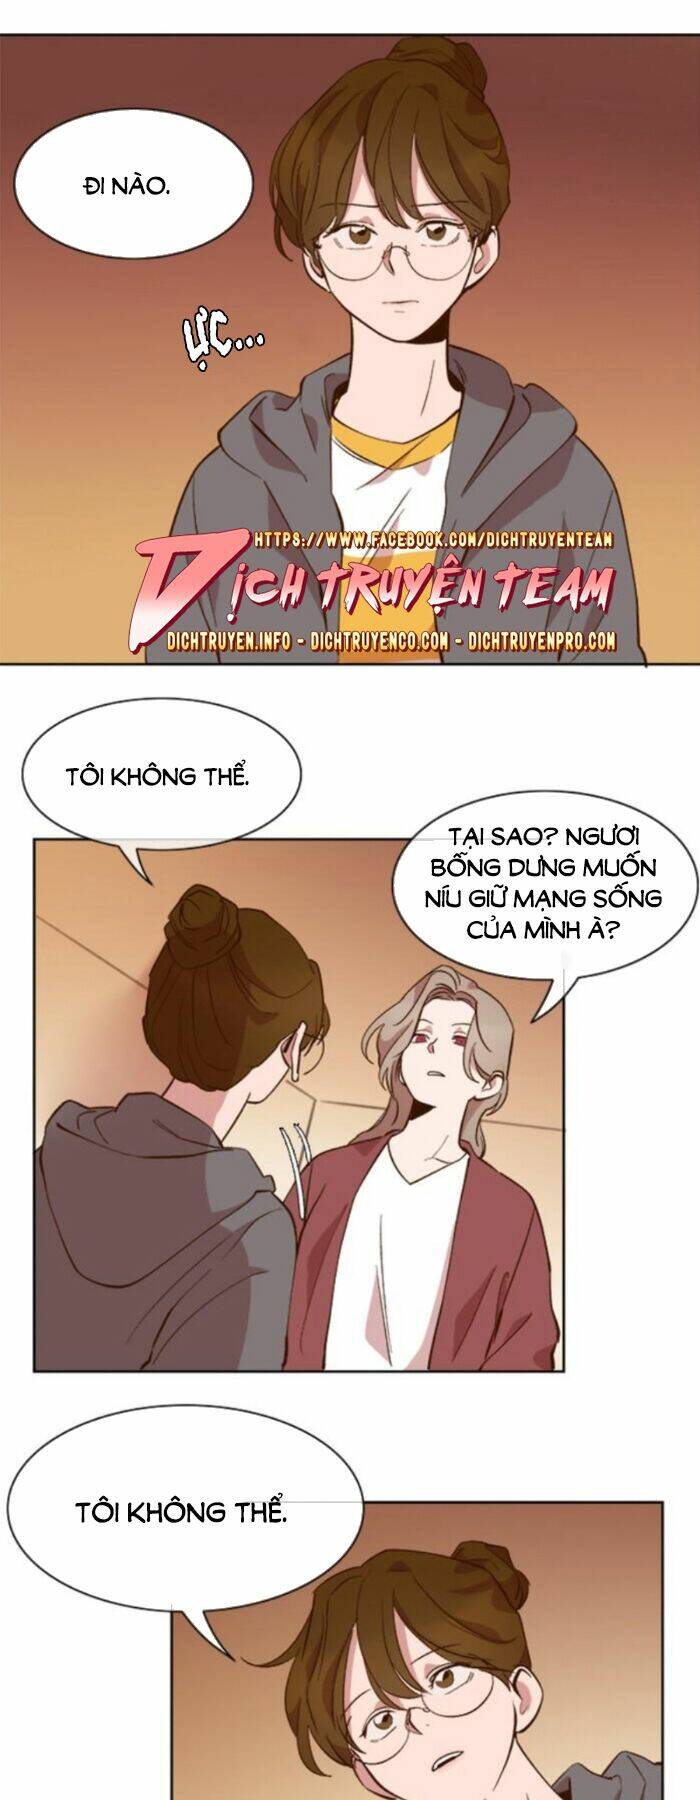 ĐI NÀO.
ỰC...
HTTPS://WWW.FACEBOOK.COM/DICHTRUYENTEAM
DỊCH TRUYỆN TEAM
DICHTRUYEN.INFO - DICHTRUYENCO.COM - DICHTRUYENPRO.COM
TÔI KHÔNG THỂ.
TẠI SAO? NGƯƠI
BỖNG DƯNG MUỐN
NÍU GIỮ MẠNG SỐNG
CỦA MÌNH À?
TÔI KHÔNG THỂ.